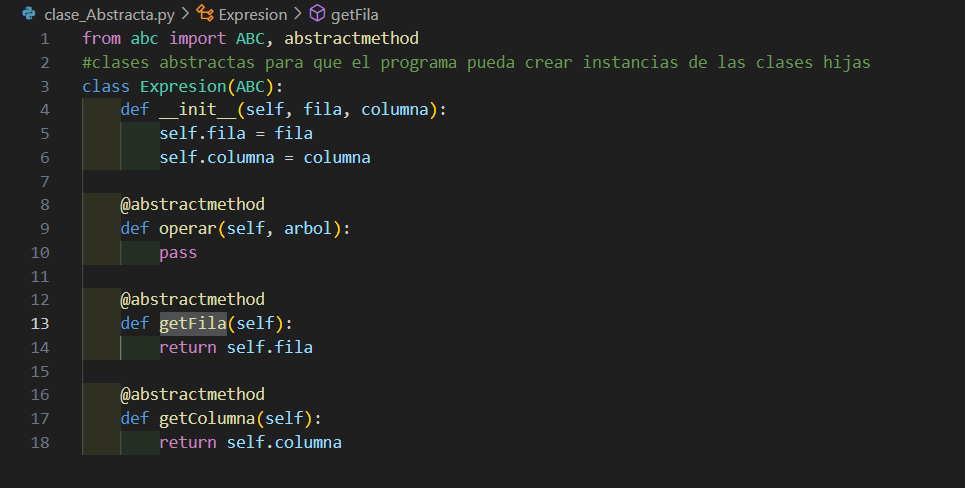 clase_Abstracta.py > Expresion > getFila
1 from abc import ABC, abstractmethod
2 #clases abstractas para que el programa pueda crear instancias de las clases hijas
3 class Expresion(ABC):
4     def __init__(self, fila, columna):
5         self.fila = fila
6         self.columna = columna
7
8     @abstractmethod
9     def operar(self, arbol):
10         pass
11
12     @abstractmethod
13     def getFila(self):
14         return self.fila
15
16     @abstractmethod
17     def getColumna(self):
18         return self.columna